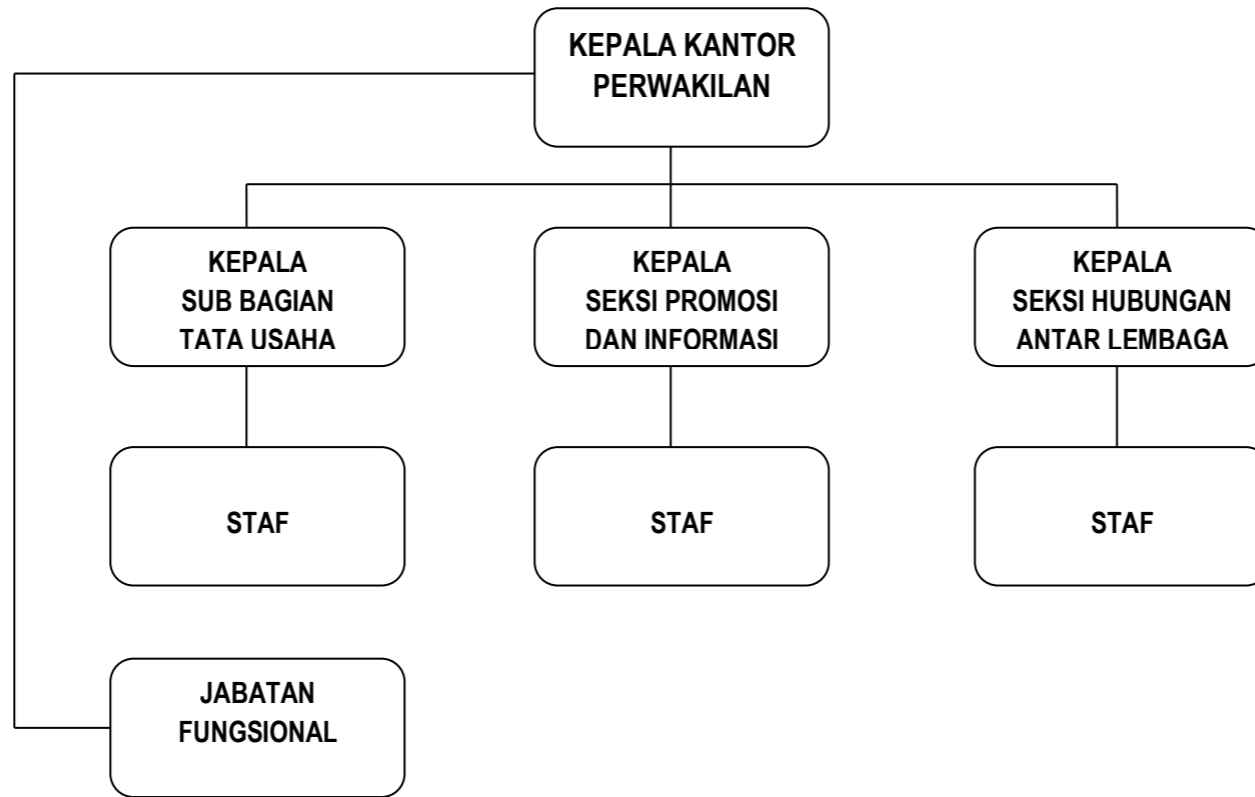 KEPALA KANTOR
PERWAKILAN
KEPALA
SUB BAGIAN
TATA USAHA
KEPALA
SEKSI PROMOSI
DAN INFORMASI
KEPALA
SEKSI HUBUNGAN
ANTAR LEMBAGA
STAF
STAF
STAF
JABATAN
FUNGSIONAL